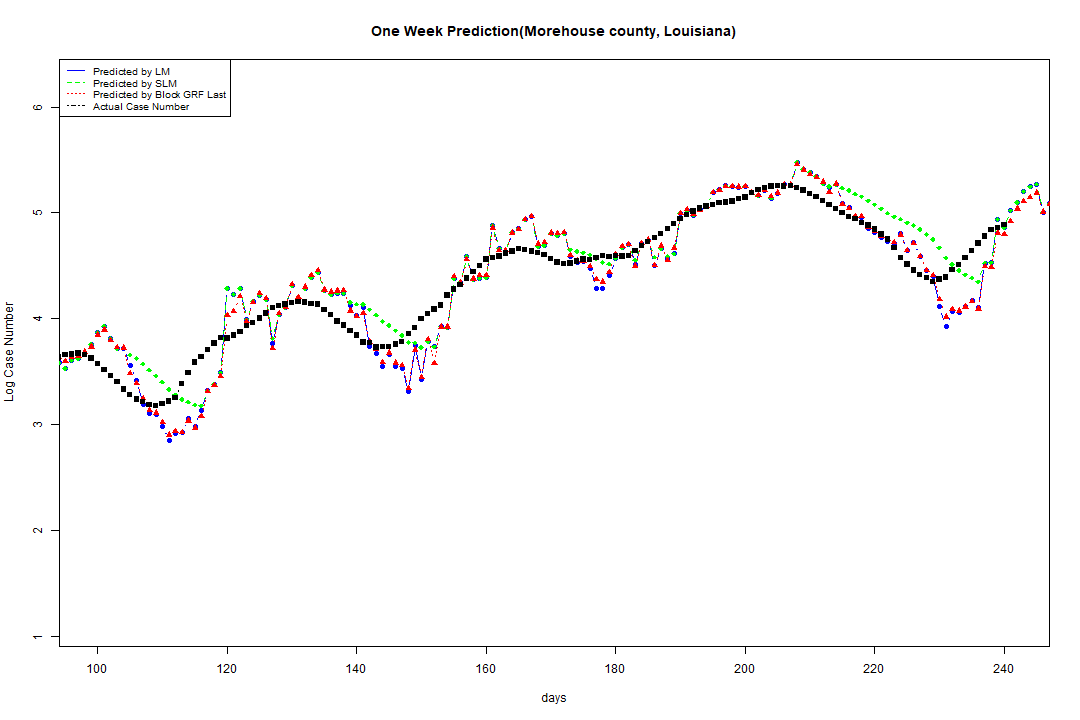 One Week Prediction(Morehouse county, Louisiana)
Predicted by LM
Predicted by SLM
Predicted by Block GRF Last
Actual Case Number
6
5
4
3
2
1
Log Case Number
100 120 140 160 180 200 220 240
days